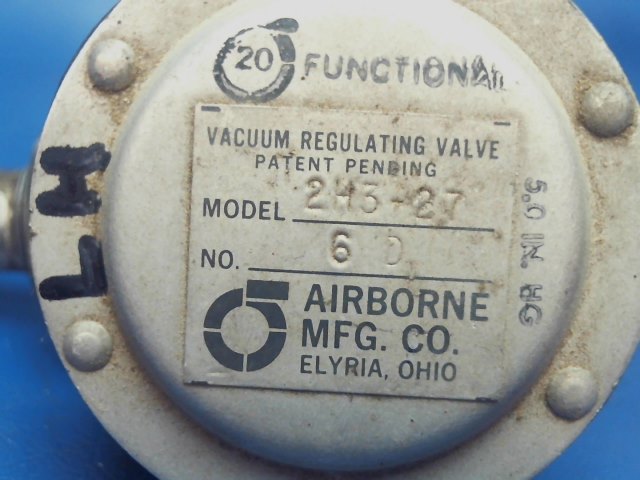 20 FUNCTIONAL
VACUUM REGULATING VALVE
PATENT PENDING
MODEL 2H3-27
NO. 6 D
AIRBORNE
MFG. CO.
ELYRIA, OHIO
5.0 IN. HG
LH